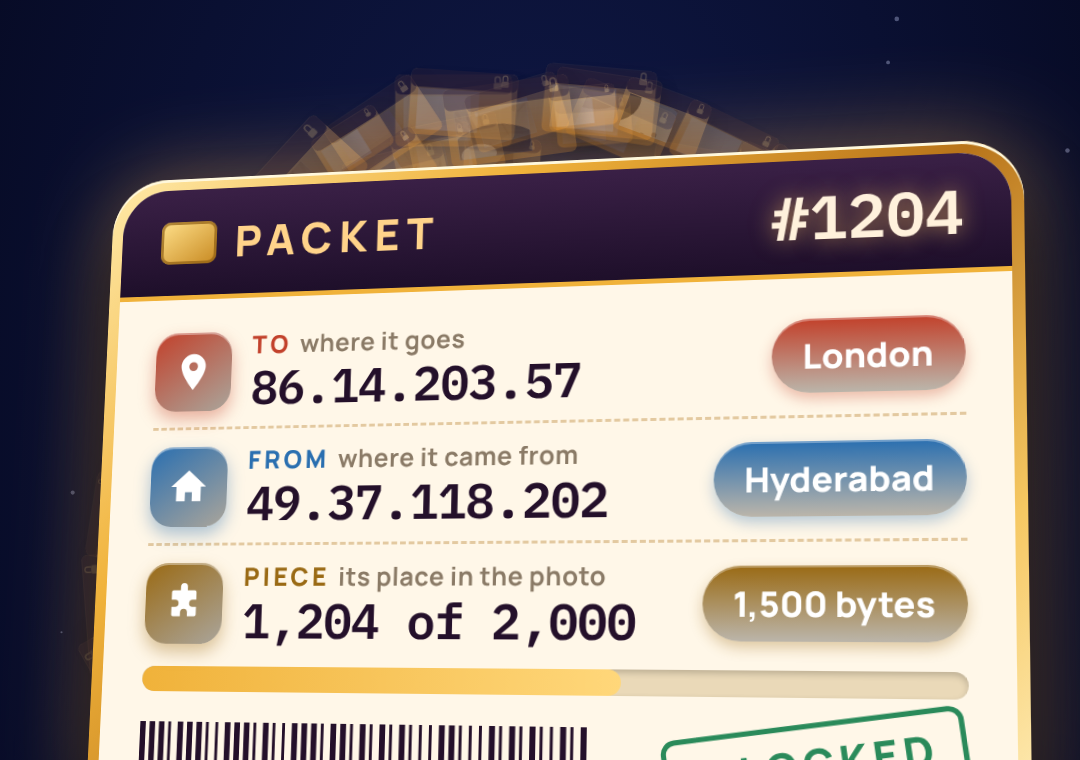 PACKET
#1204
TO where it goes
86.14.203.57
London
FROM where it came from
49.37.118.202
Hyderabad
PIECE its place in the photo
1,204 of 2,000
1,500 bytes